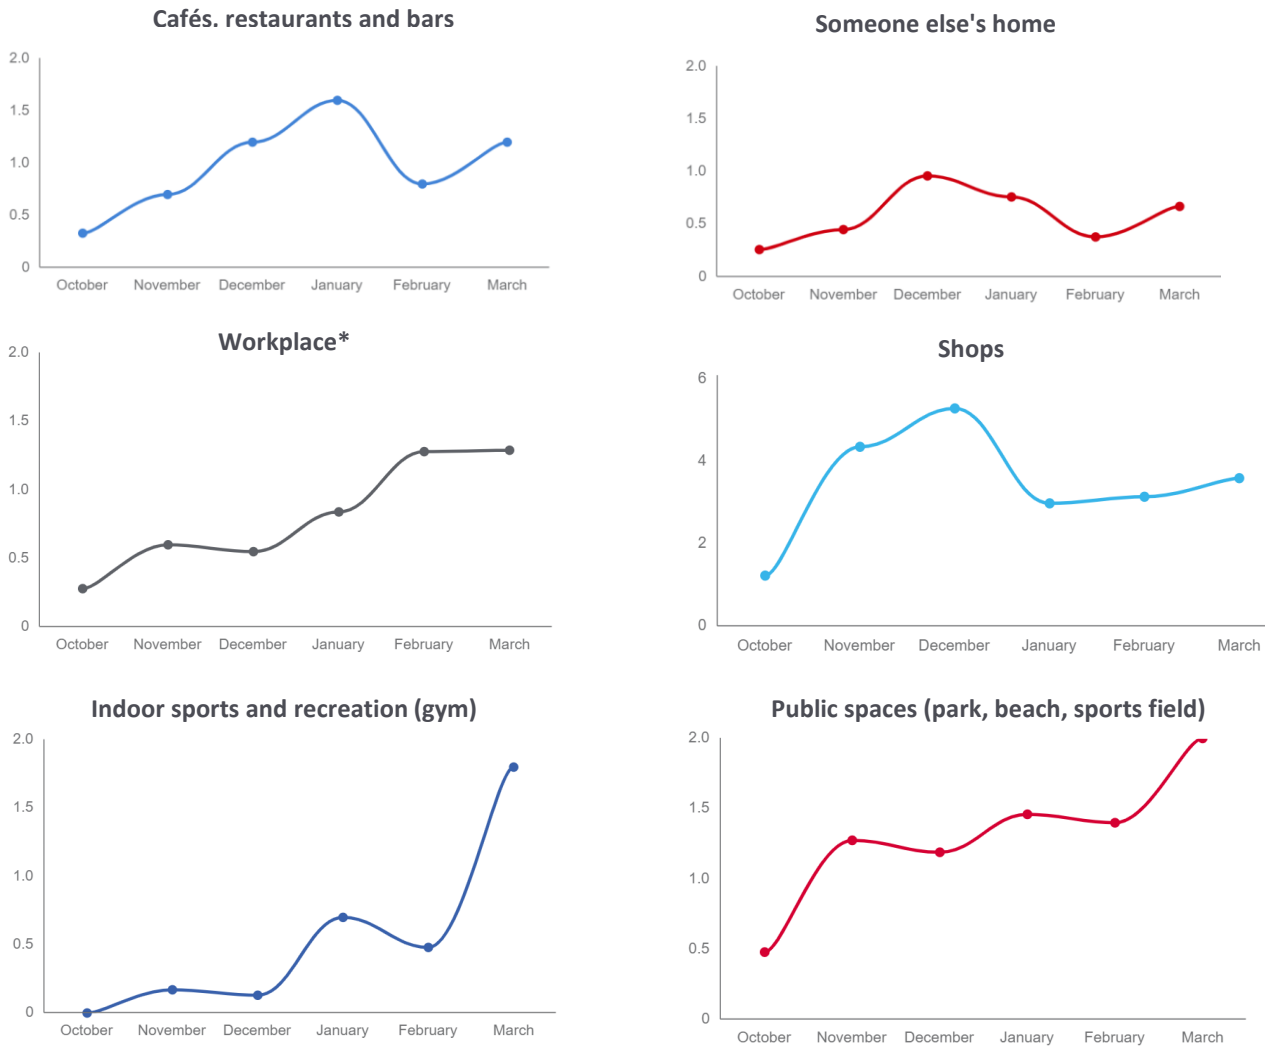 Cafés. restaurants and bars
2.0
1.5
1.0
0.5
0
October November December January February March
Someone else's home
2.0
1.5
1.0
0.5
0
October November December January February March
Workplace*
2.0
1.5
1.0
0.5
0
October November December January February March
Shops
6
4
2
0
October November December January February March
Indoor sports and recreation (gym)
2.0
1.5
1.0
0.5
0
October November December January February March
Public spaces (park, beach, sports field)
2.0
1.5
1.0
0.5
0
October November December January February March